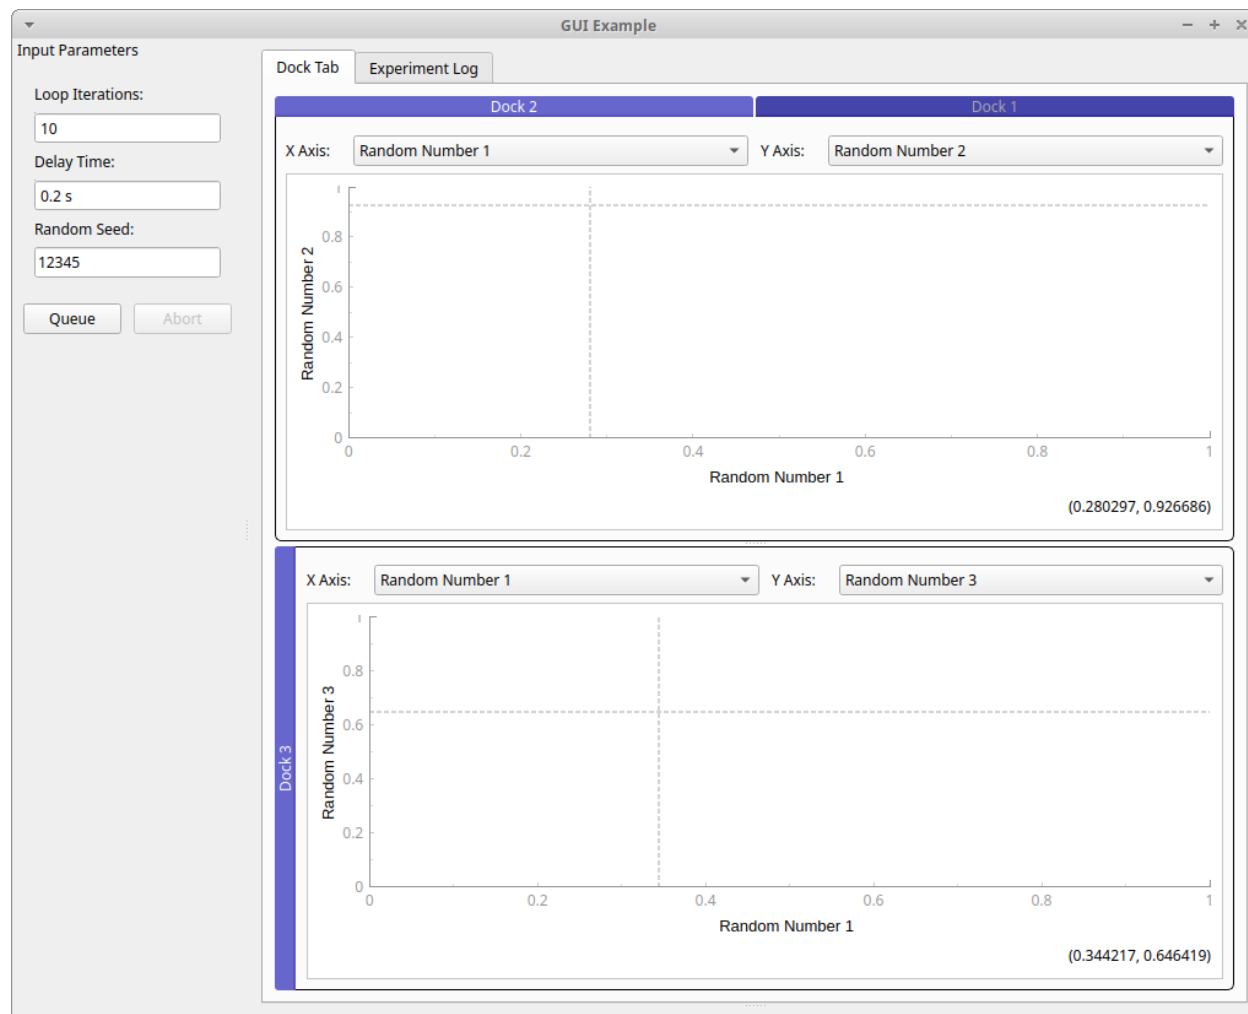 GUI Example
Input Parameters
Loop Iterations:
10
Delay Time:
0.2 s
Random Seed:
12345
Queue Abort
Dock Tab Experiment Log
Dock 2 Dock 1
X Axis: Random Number 1 Y Axis: Random Number 2
1
0.8
0.6
0.4
0.2
0
Random Number 2
0 0.2 0.4 0.6 0.8 1
Random Number 1
(0.280297, 0.926686)
Dock 3
X Axis: Random Number 1 Y Axis: Random Number 3
1
0.8
0.6
0.4
0.2
0
Random Number 3
0 0.2 0.4 0.6 0.8 1
Random Number 1
(0.344217, 0.646419)